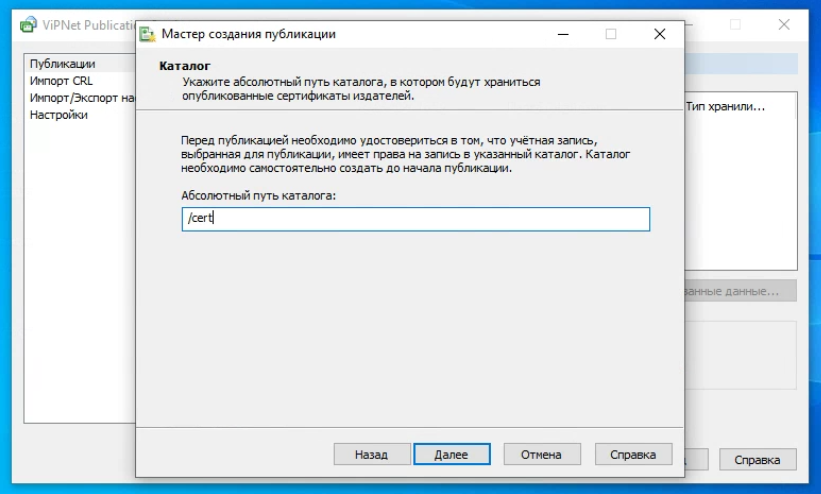 ViPNet Publication
Мастер создания публикации
Каталог
Укажите абсолютный путь каталога, в котором будут храниться
опубликованные сертификаты издателей.
Публикации
Импорт CRL
Импорт/Экспорт
Настройки
Тип хранили...
Перед публикацией необходимо удостовериться в том, что учётная запись,
выбранная для публикации, имеет права на запись в указанный каталог. Каталог
необходимо самостоятельно создать до начала публикации.
Абсолютный путь каталога:
/cert
данные...
Назад
Далее
Отмена
Справка
Справка